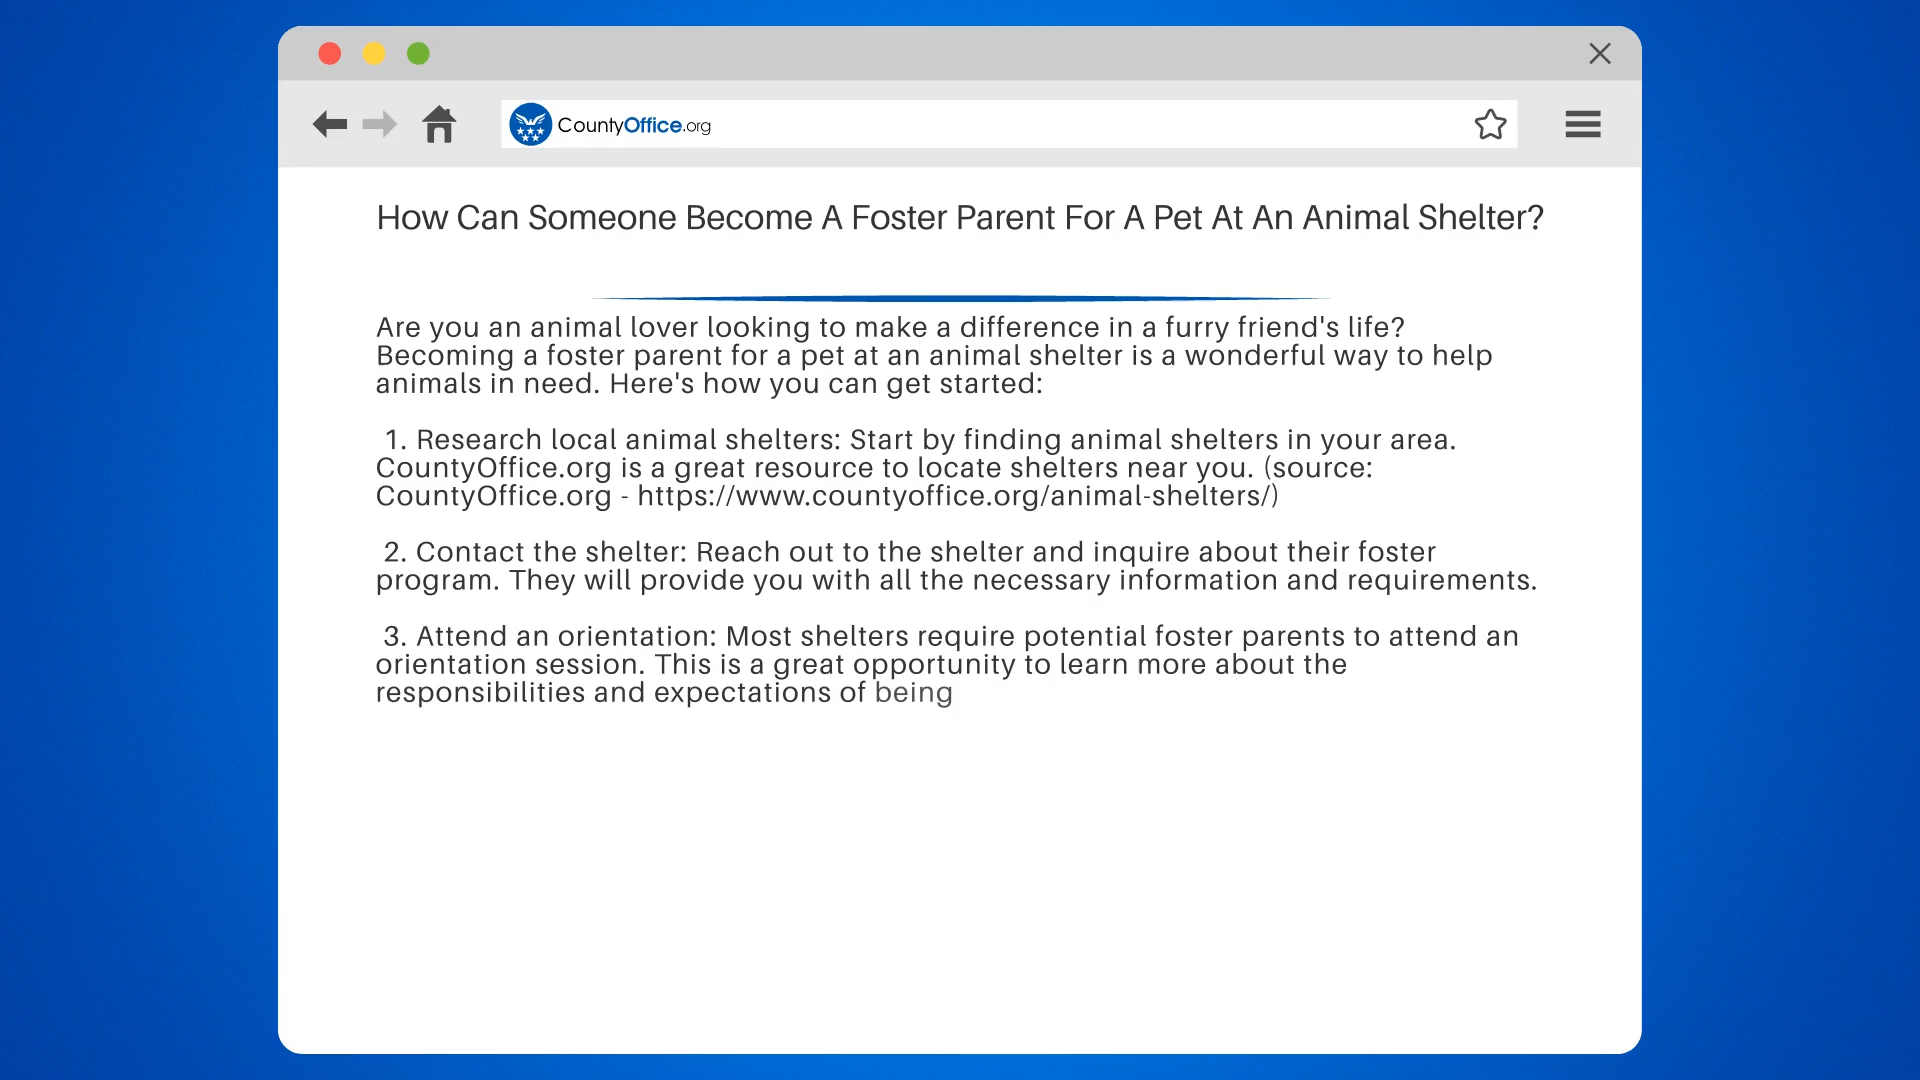 CountyOffice.org
How Can Someone Become A Foster Parent For A Pet At An Animal Shelter?
Are you an animal lover looking to make a difference in a furry friend's life?
Becoming a foster parent for a pet at an animal shelter is a wonderful way to help
animals in need. Here's how you can get started:
1. Research local animal shelters: Start by finding animal shelters in your area.
CountyOffice.org is a great resource to locate shelters near you. (source:
CountyOffice.org - https://www.countyoffice.org/animal-shelters/)
2. Contact the shelter: Reach out to the shelter and inquire about their foster
program. They will provide you with all the necessary information and requirements.
3. Attend an orientation: Most shelters require potential foster parents to attend an
orientation session. This is a great opportunity to learn more about the
responsibilities and expectations of being